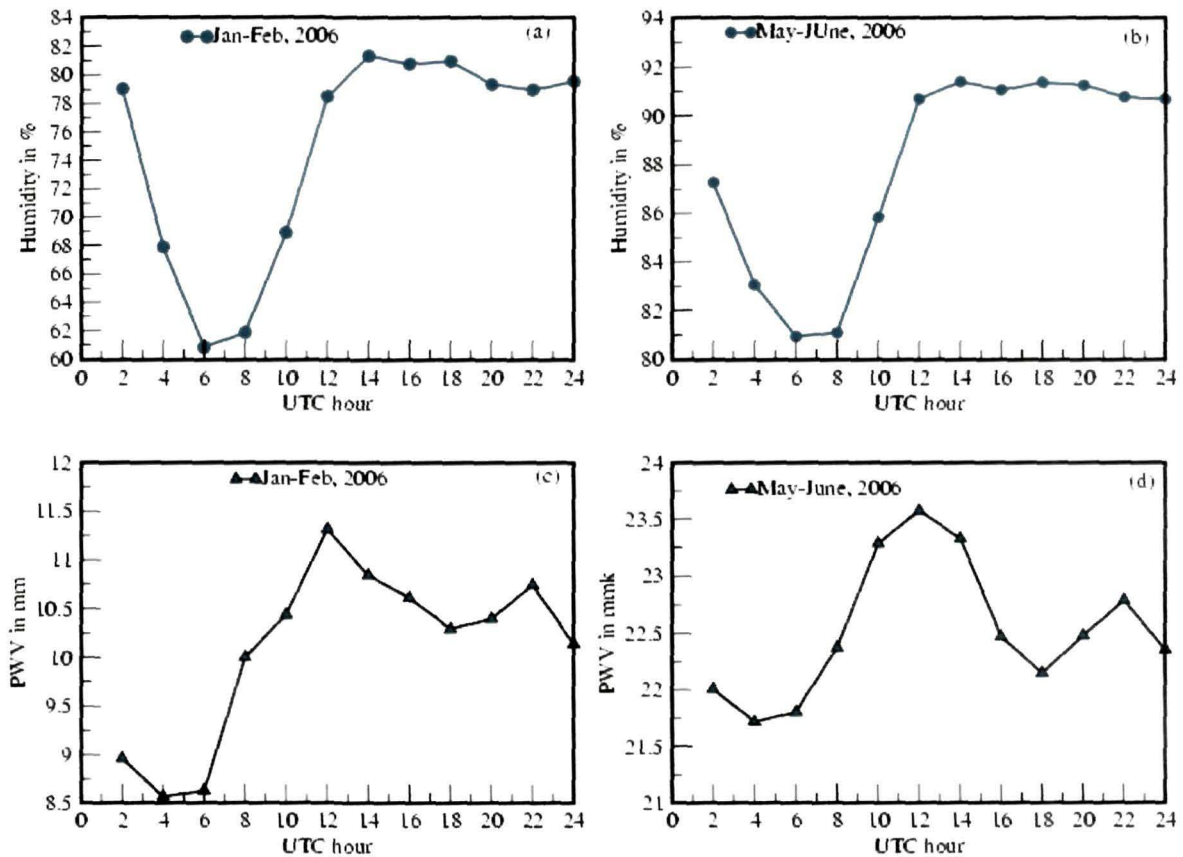 84
82
80
78
76
74
72
70
68
66
64
62
60
Humidity in %
Jan-Feb, 2006
(a)
0 2 4 6 8 10 12 14 16 18 20 22 24
UTC hour
94
92
90
88
86
84
82
80
Humidity in %
May-JUne, 2006
(b)
0 2 4 6 8 10 12 14 16 18 20 22 24
UTC hour
12
11.5
11
10.5
10
9.5
9
8.5
PWV in mm
Jan-Feb, 2006
(c)
0 2 4 6 8 10 12 14 16 18 20 22 24
UTC hour
24
23.5
23
22.5
22
21.5
21
PWV in mmk
May-June, 2006
(d)
0 2 4 6 8 10 12 14 16 18 20 22 24
UTC hour